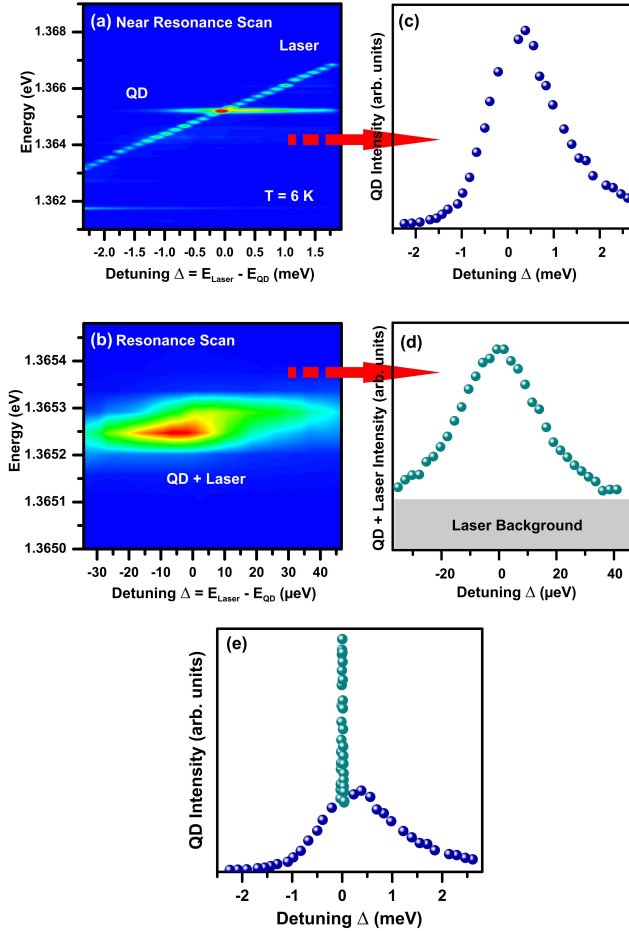 (a) Near Resonance Scan
Laser
QD
T = 6 K
1.368
1.366
1.364
1.362
Energy (eV)
-2.0 -1.5 -1.0 -0.5 0.0 0.5 1.0 1.5
Detuning Δ = E_Laser - E_QD (meV)
(c)
QD Intensity (arb. units)
-2 -1 0 1 2
Detuning Δ (meV)
(b) Resonance Scan
QD + Laser
1.3654
1.3653
1.3652
1.3651
1.3650
Energy (eV)
-30 -20 -10 0 10 20 30 40
Detuning Δ = E_Laser - E_QD (µeV)
(d)
QD + Laser Intensity (arb. units)
Laser Background
-20 0 20 40
Detuning Δ (µeV)
(e)
QD Intensity (arb. units)
-2 -1 0 1 2
Detuning Δ (meV)